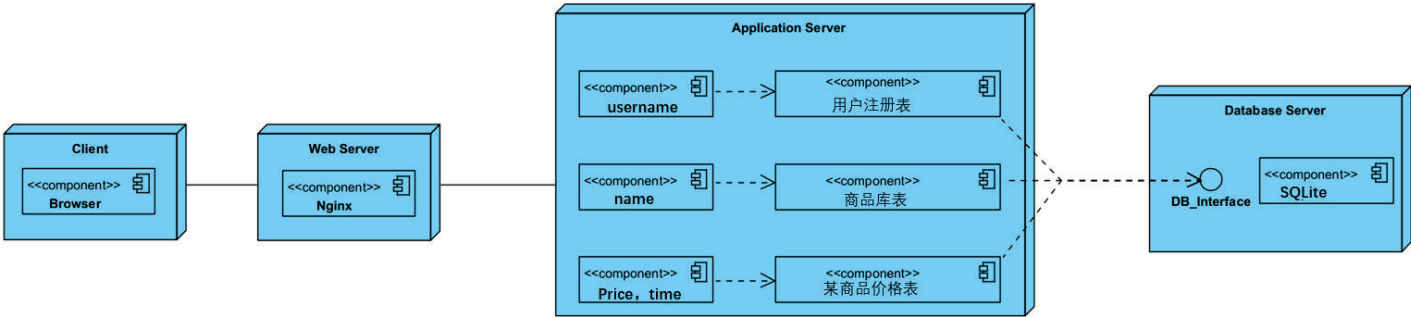 Client
<<component>>
Browser
Web Server
<<component>>
Nginx
Application Server
<<component>>
username
<<component>>
用户注册表
<<component>>
name
<<component>>
商品库表
<<component>>
Price，time
<<component>>
某商品价格表
Database Server
DB_Interface
<<component>>
SQLite